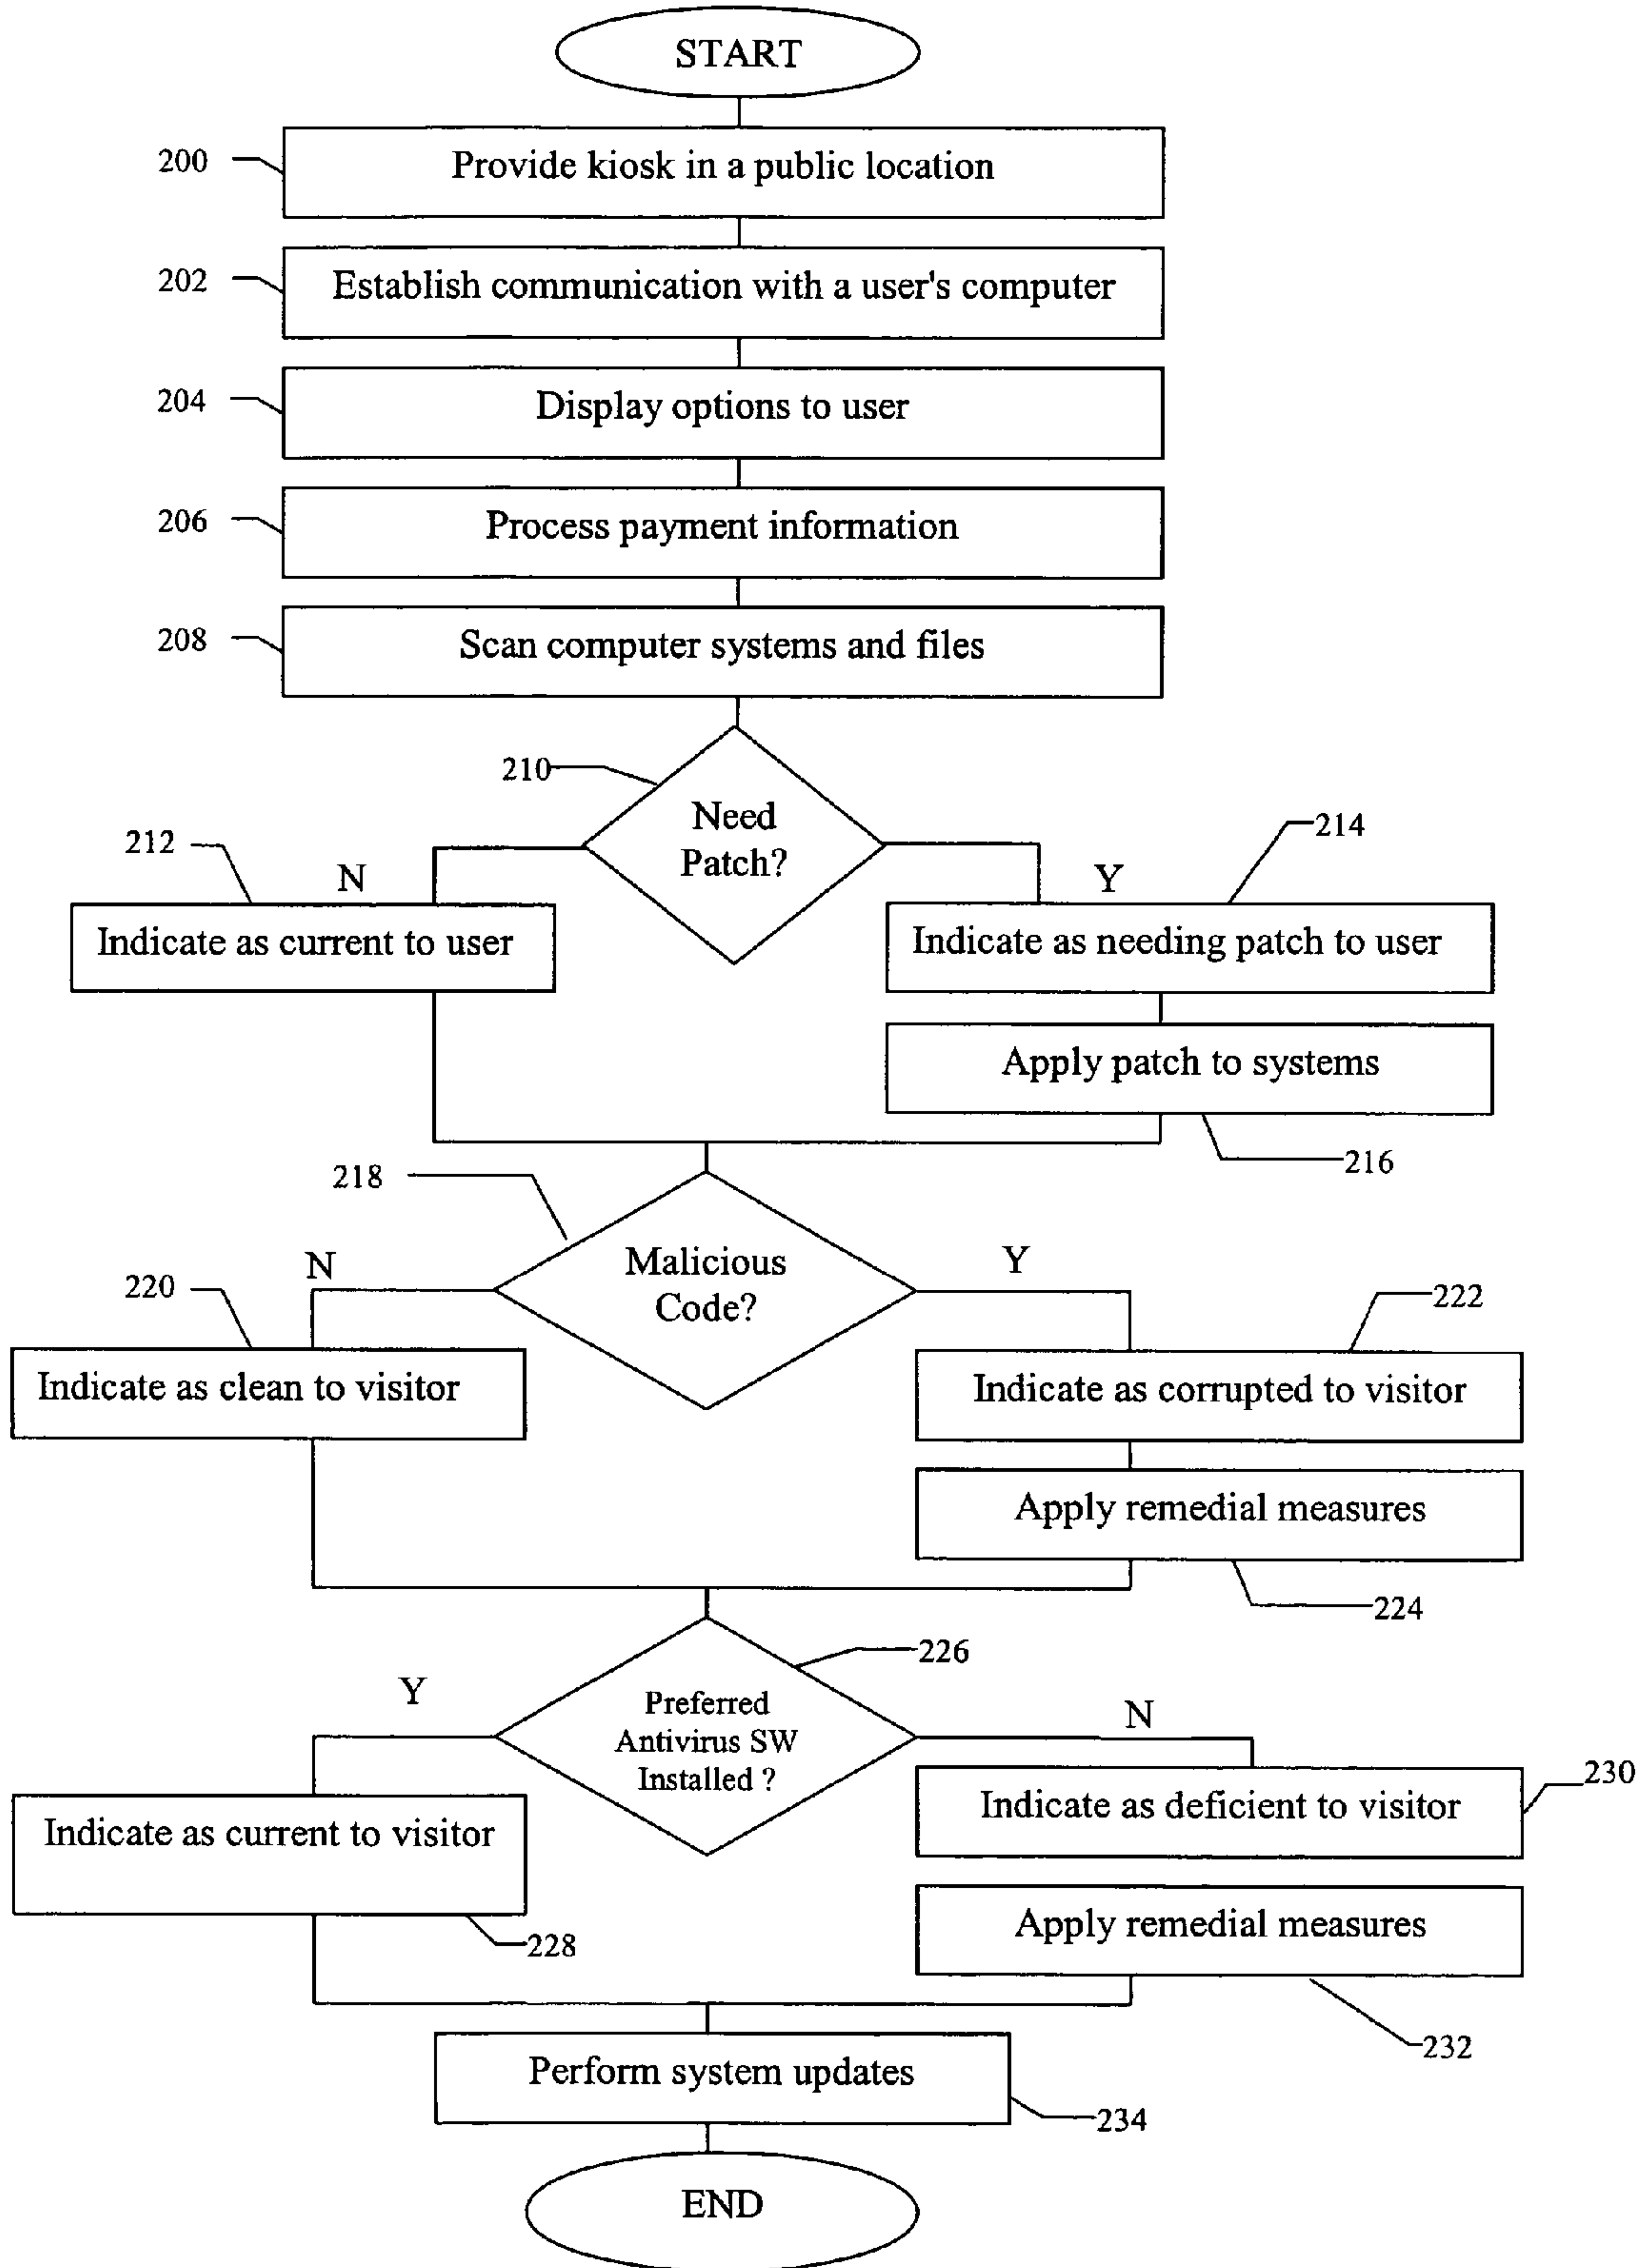 START
200
Provide kiosk in a public location
202
Establish communication with a user's computer
204
Display options to user
206
Process payment information
208
Scan computer systems and files
210
Need
Patch?
212
N
Y
214
Indicate as current to user
Indicate as needing patch to user
Apply patch to systems
216
218
Malicious
Code?
N
Y
220
222
Indicate as clean to visitor
Indicate as corrupted to visitor
Apply remedial measures
224
226
Preferred
Antivirus SW
Installed ?
Y
N
230
Indicate as current to visitor
Indicate as deficient to visitor
228
Apply remedial measures
232
Perform system updates
234
END